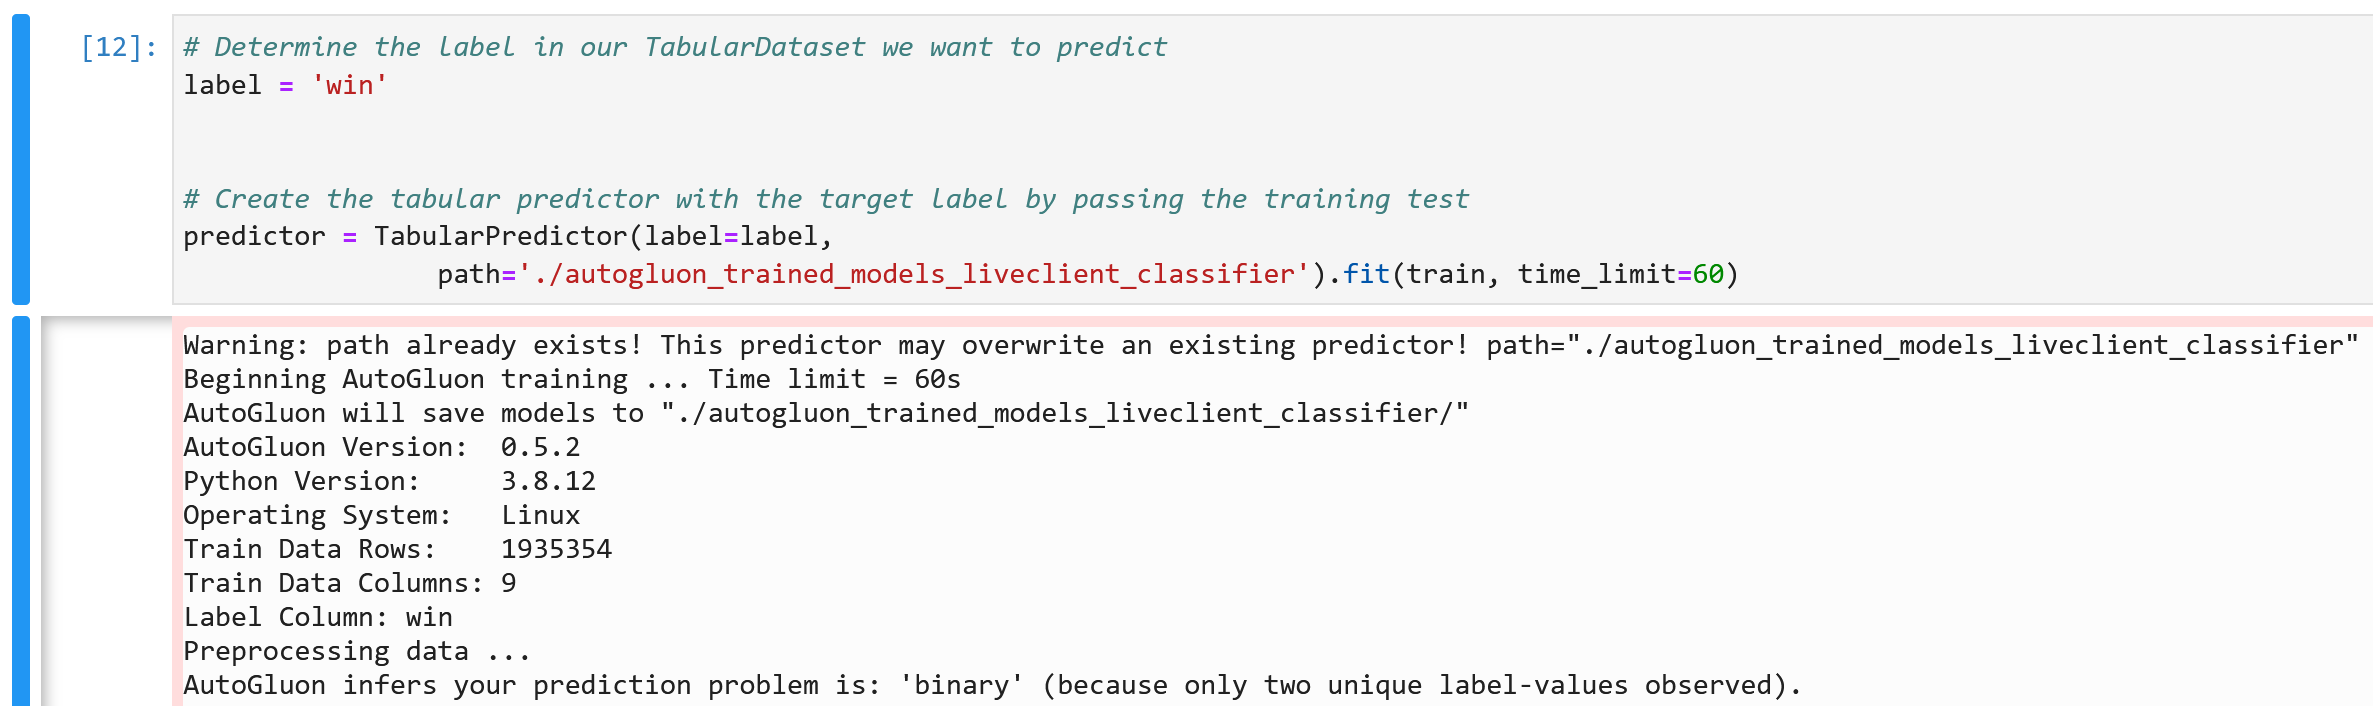 [12]: # Determine the label in our TabularDataset we want to predict
label = 'win'
# Create the tabular predictor with the target label by passing the training test
predictor = TabularPredictor(label=label,
path='./autogluon_trained_models_liveclient_classifier').fit(train, time_limit=60)
Warning: path already exists! This predictor may overwrite an existing predictor! path="./autogluon_trained_models_liveclient_classifier"
Beginning AutoGluon training ... Time limit = 60s
AutoGluon will save models to "./autogluon_trained_models_liveclient_classifier/"
AutoGluon Version:  0.5.2
Python Version:     3.8.12
Operating System:   Linux
Train Data Rows:    1935354
Train Data Columns: 9
Label Column: win
Preprocessing data ...
AutoGluon infers your prediction problem is: 'binary' (because only two unique label-values observed).